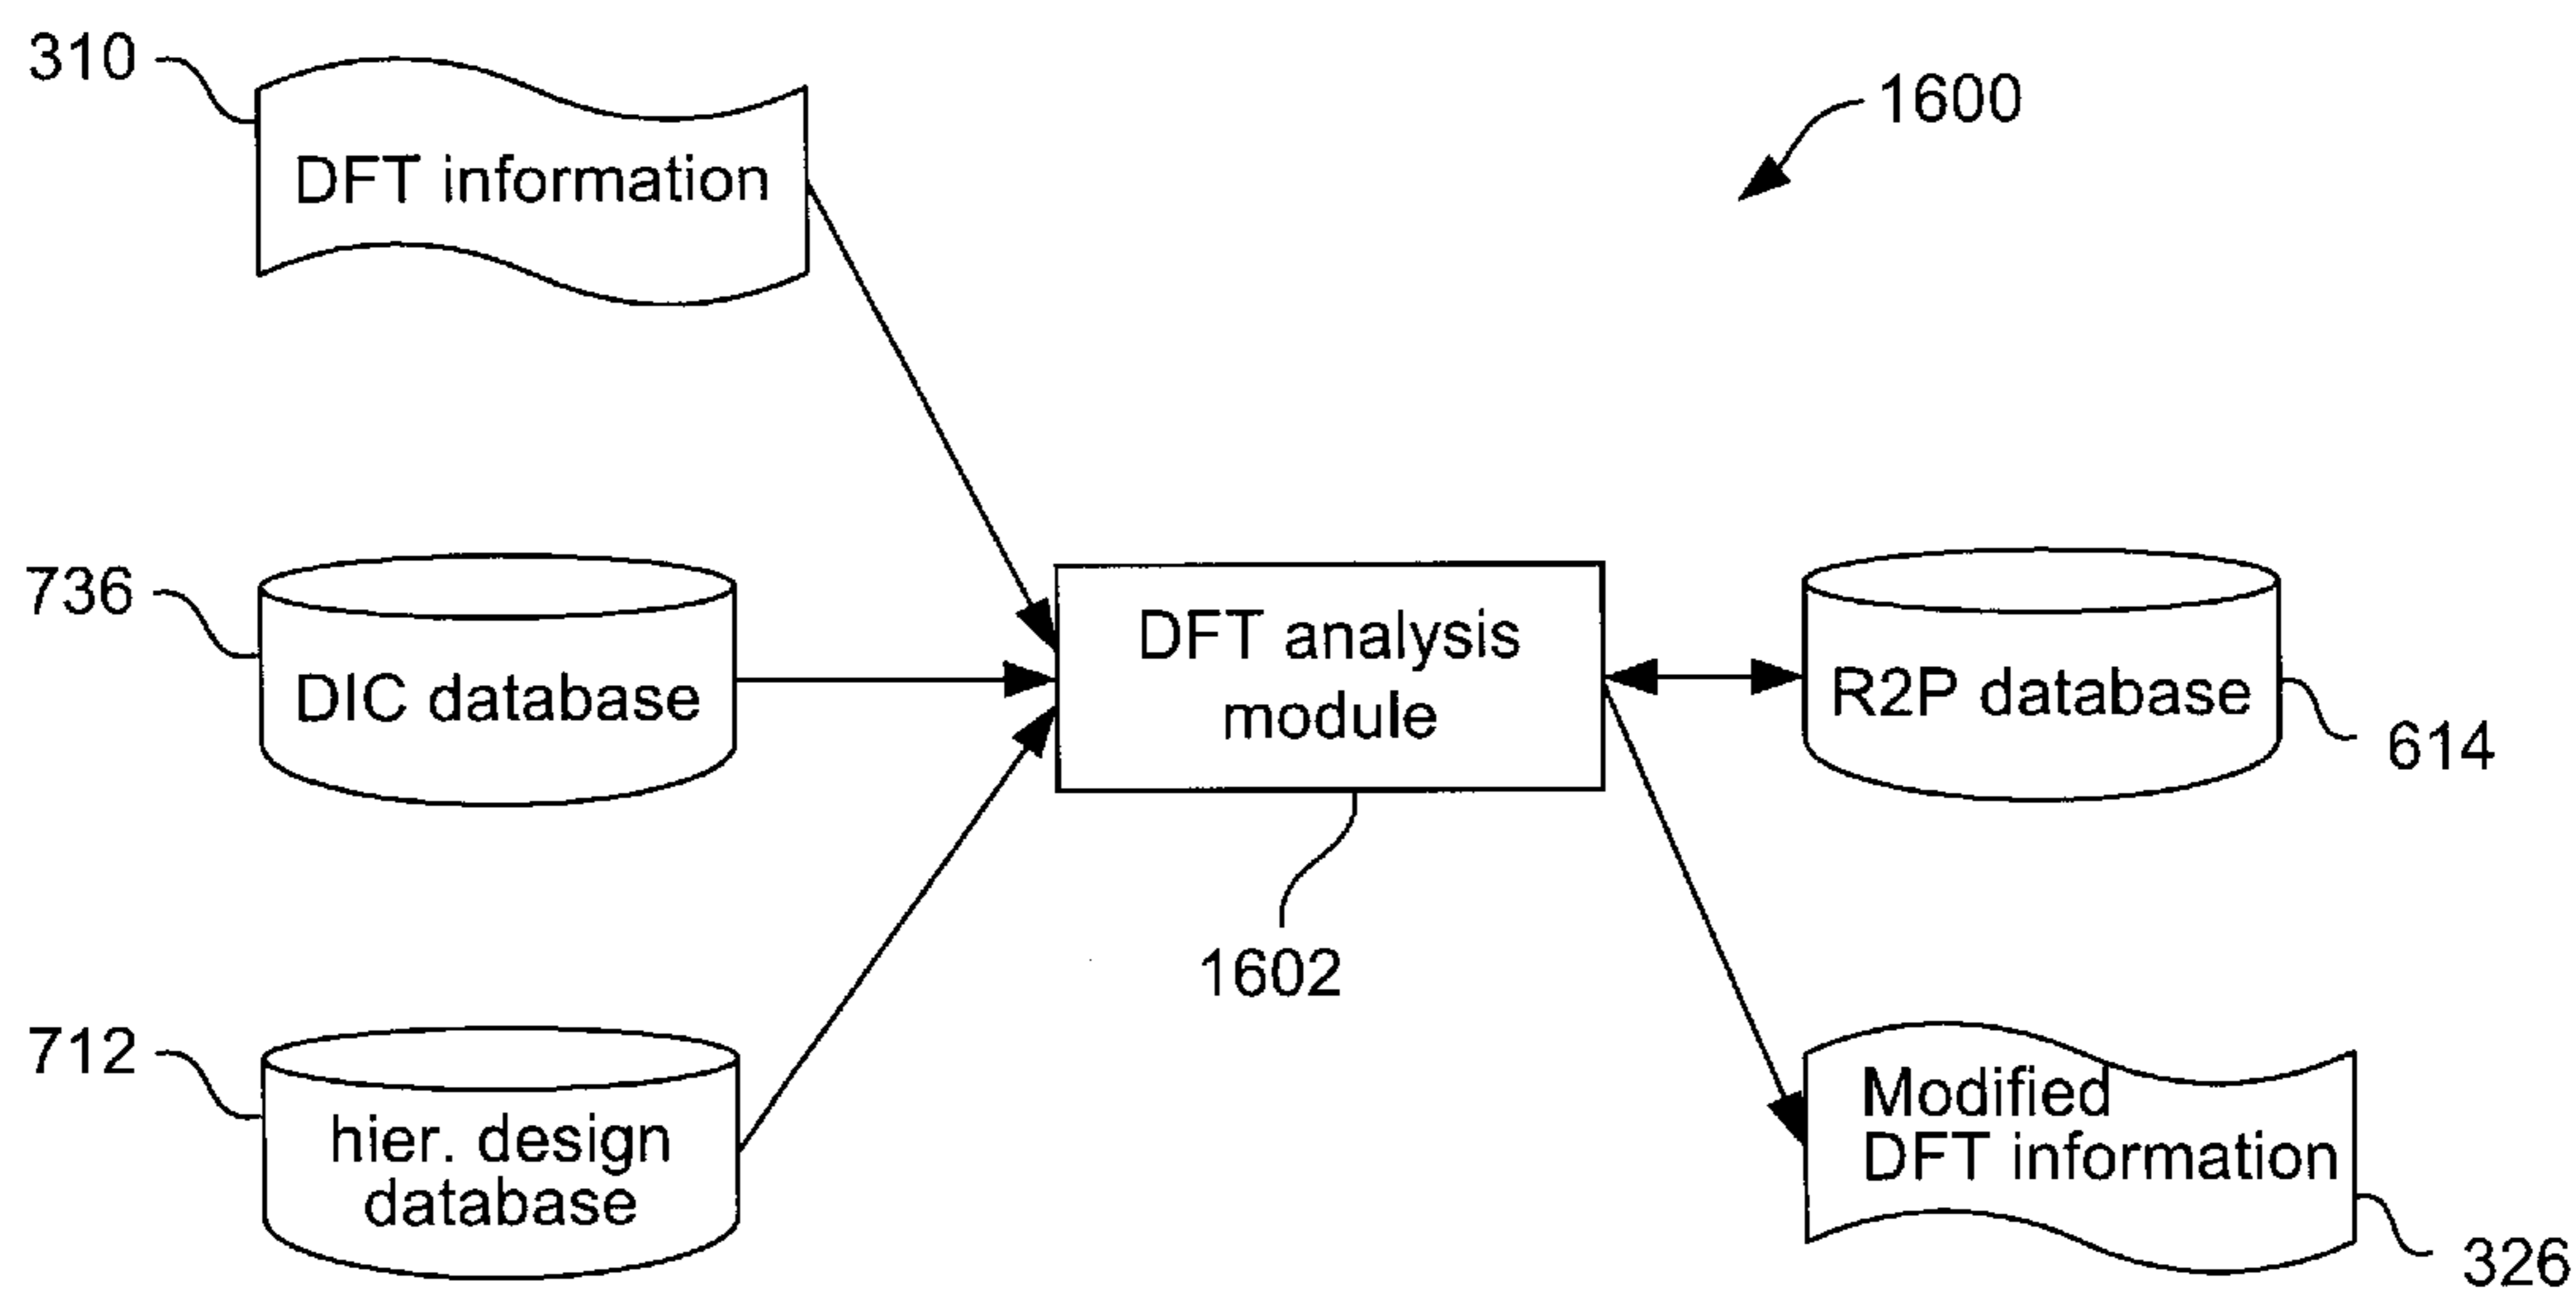 310
DFT information
1600
736
DIC database
DFT analysis
module
R2P database
614
1602
712
hier. design
database
Modified
DFT information
326